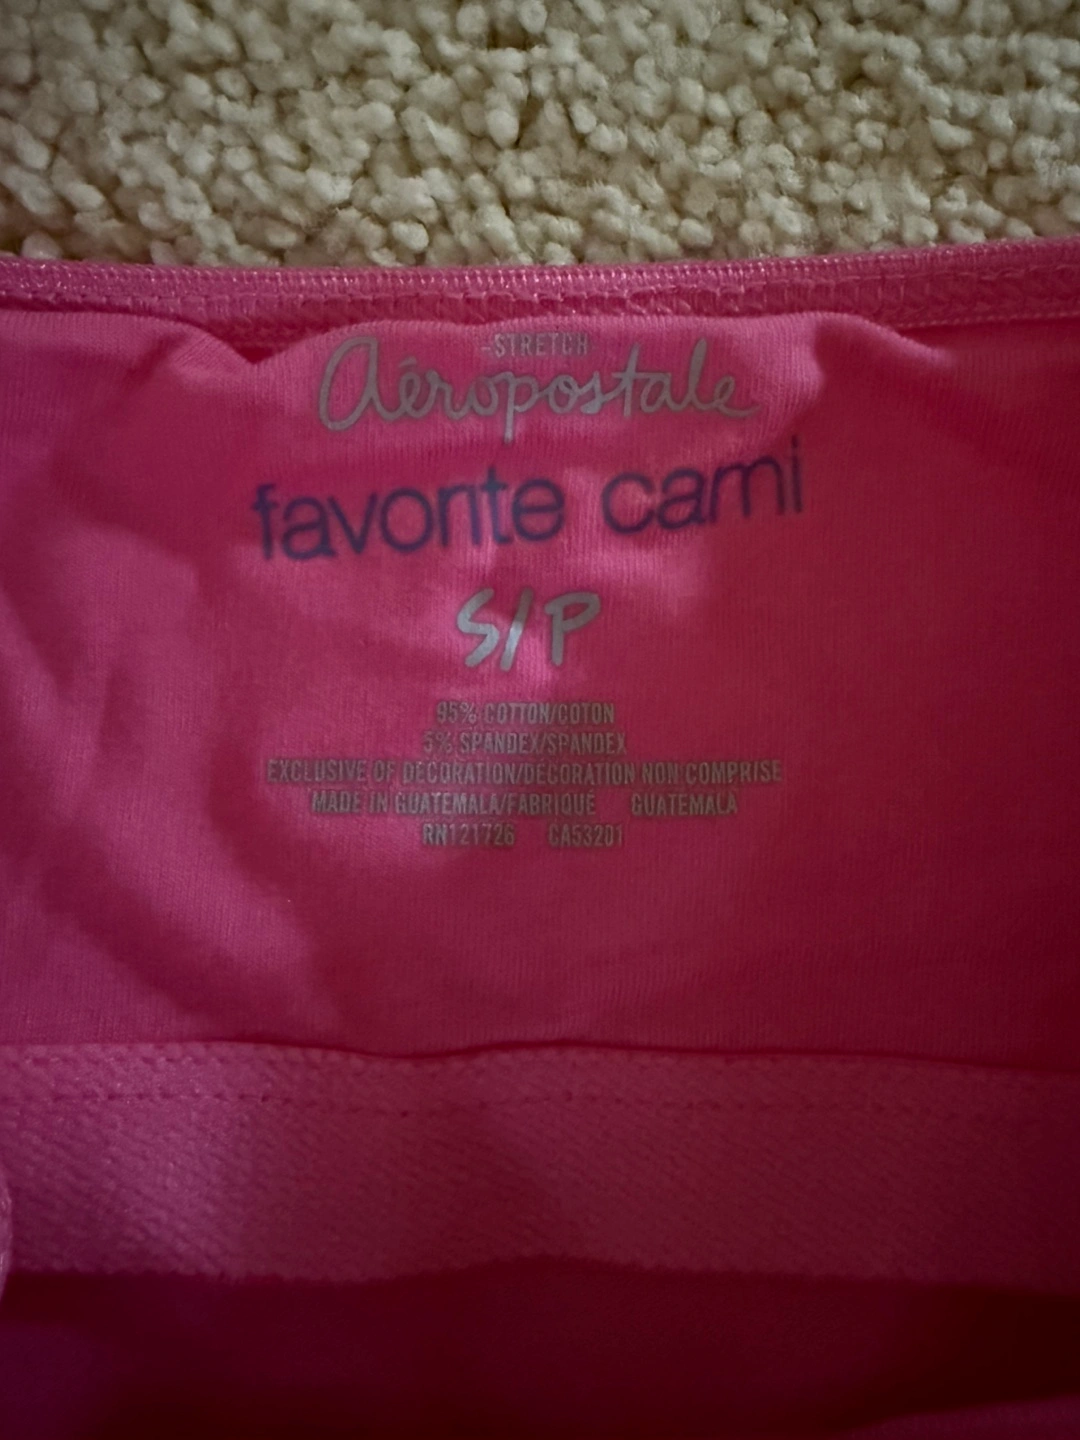 -STRETCH-
Aéropostale
favorite cami
S/P
95% COTTON/COTON
5% SPANDEX/SPANDEX
EXCLUSIVE OF DECORATION/DÉCORATION NON COMPRISE
MADE IN GUATEMALA/FABRIQUÉ GUATEMALA
RN121726 CA53201